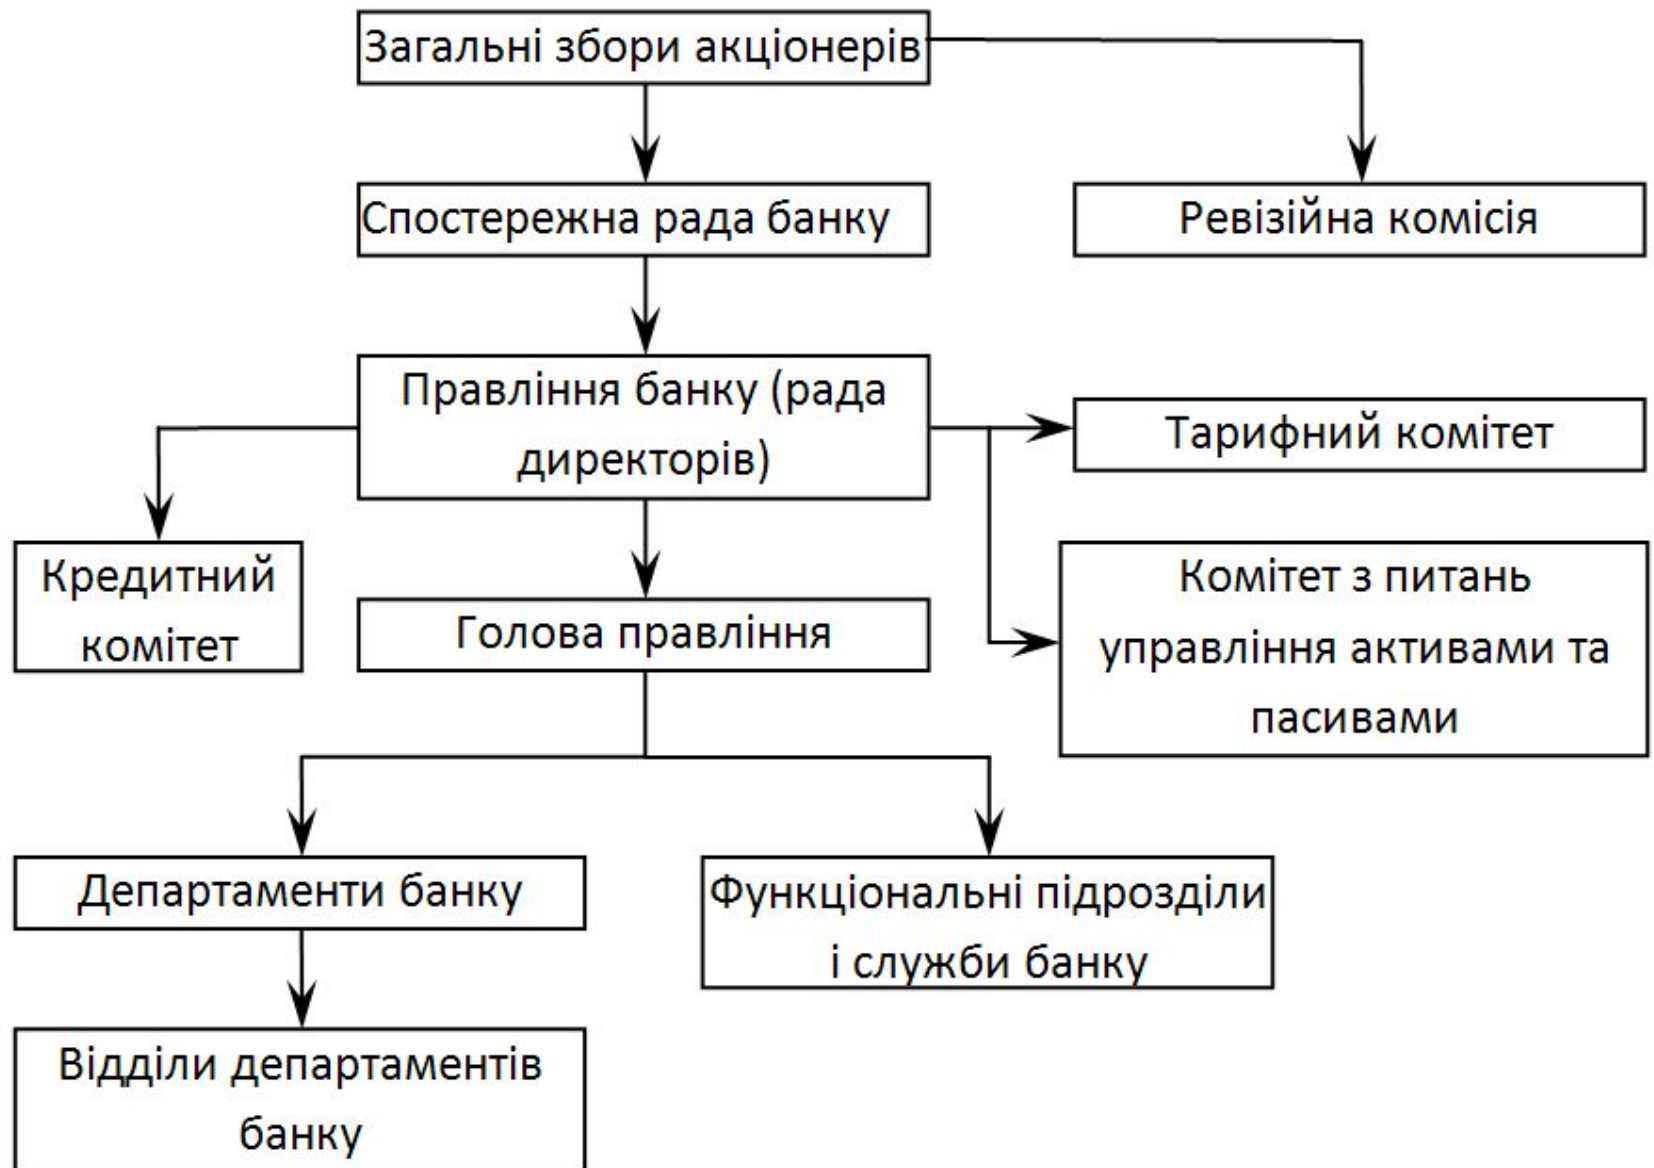 Загальні збори акціонерів
Спостережна рада банку
Ревізійна комісія
Правління банку (рада
директорів)
Тарифний комітет
Кредитний
комітет
Голова правління
Комітет з питань
управління активами та
пасивами
Департаменти банку
Функціональні підрозділи
і служби банку
Відділи департаментів
банку